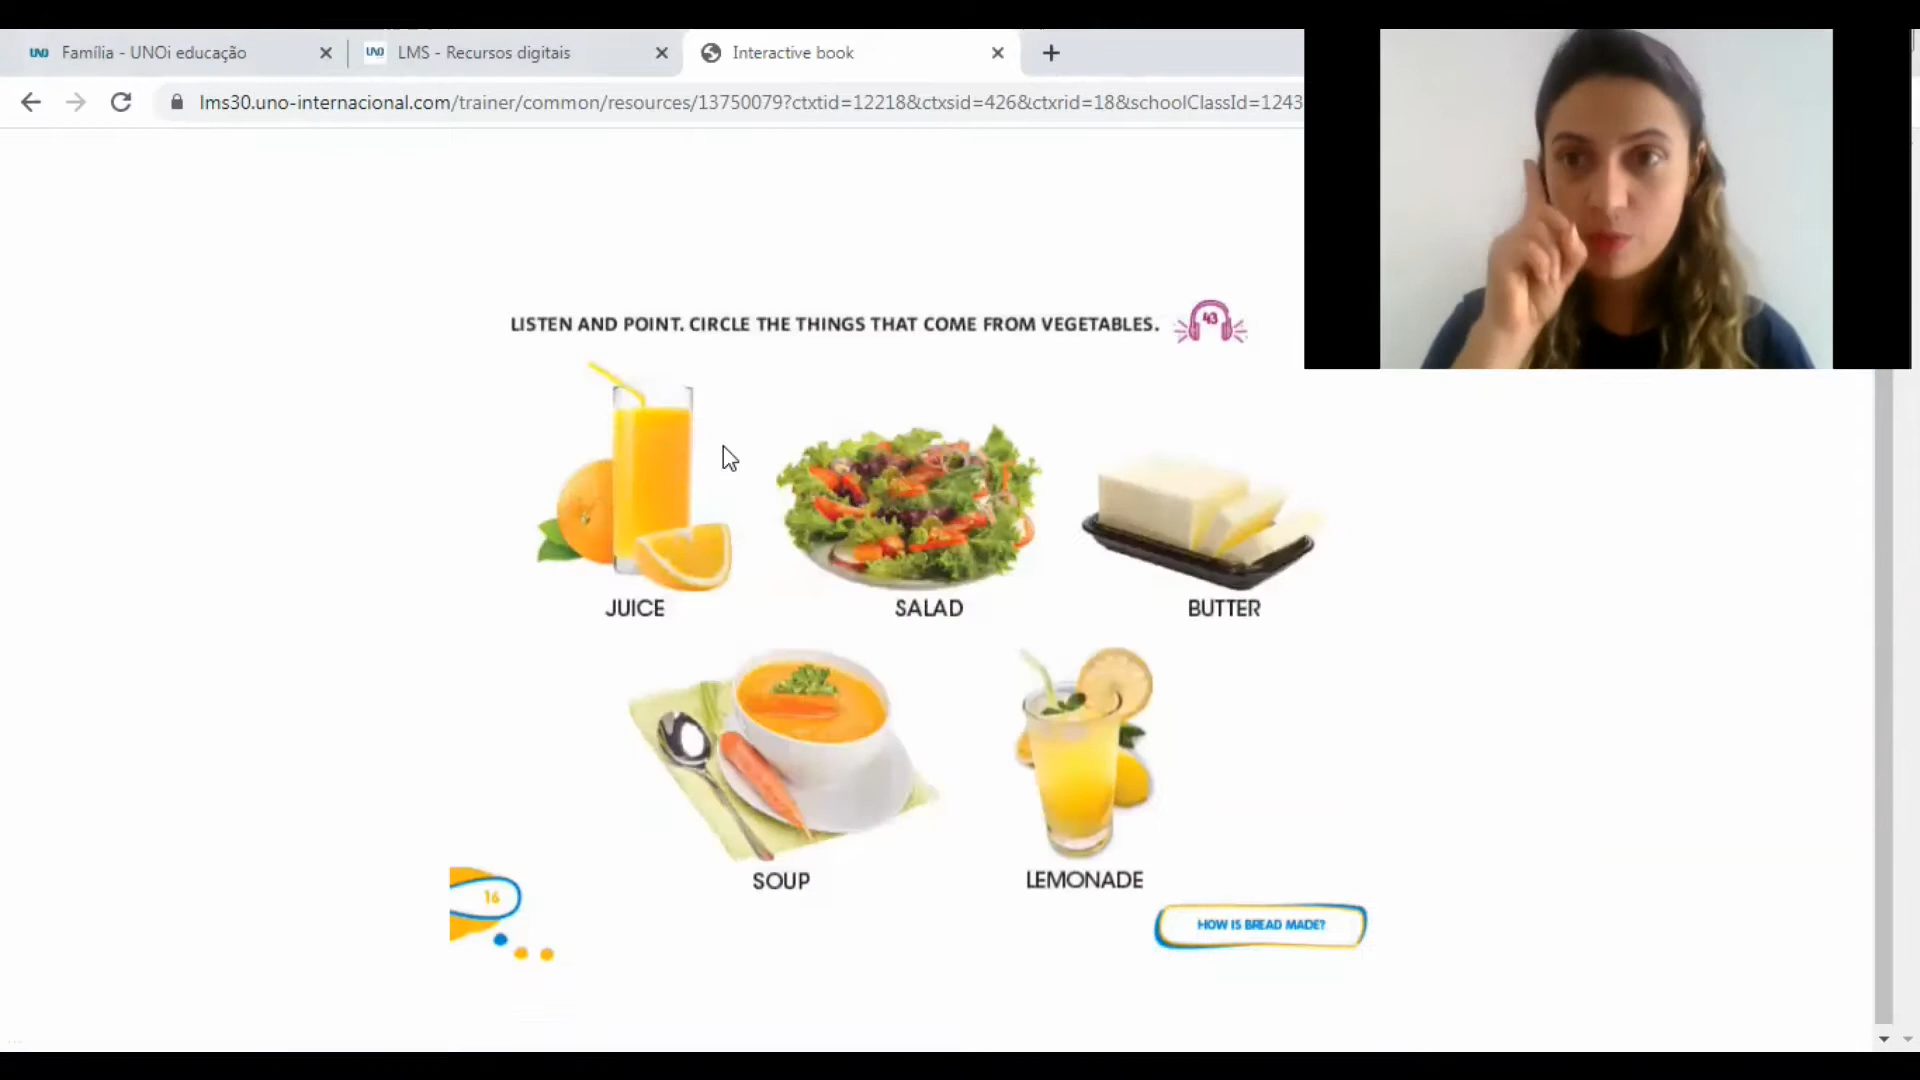 UNO Família - UNOi educação
UNO LMS - Recursos digitais
Interactive book
lms30.uno-internacional.com/trainer/common/resources/13750079?ctxtid=12218&ctxsid=426&ctxrid=18&schoolClassId=1243
LISTEN AND POINT. CIRCLE THE THINGS THAT COME FROM VEGETABLES. 43
JUICE
SALAD
BUTTER
SOUP
LEMONADE
16
HOW IS BREAD MADE?